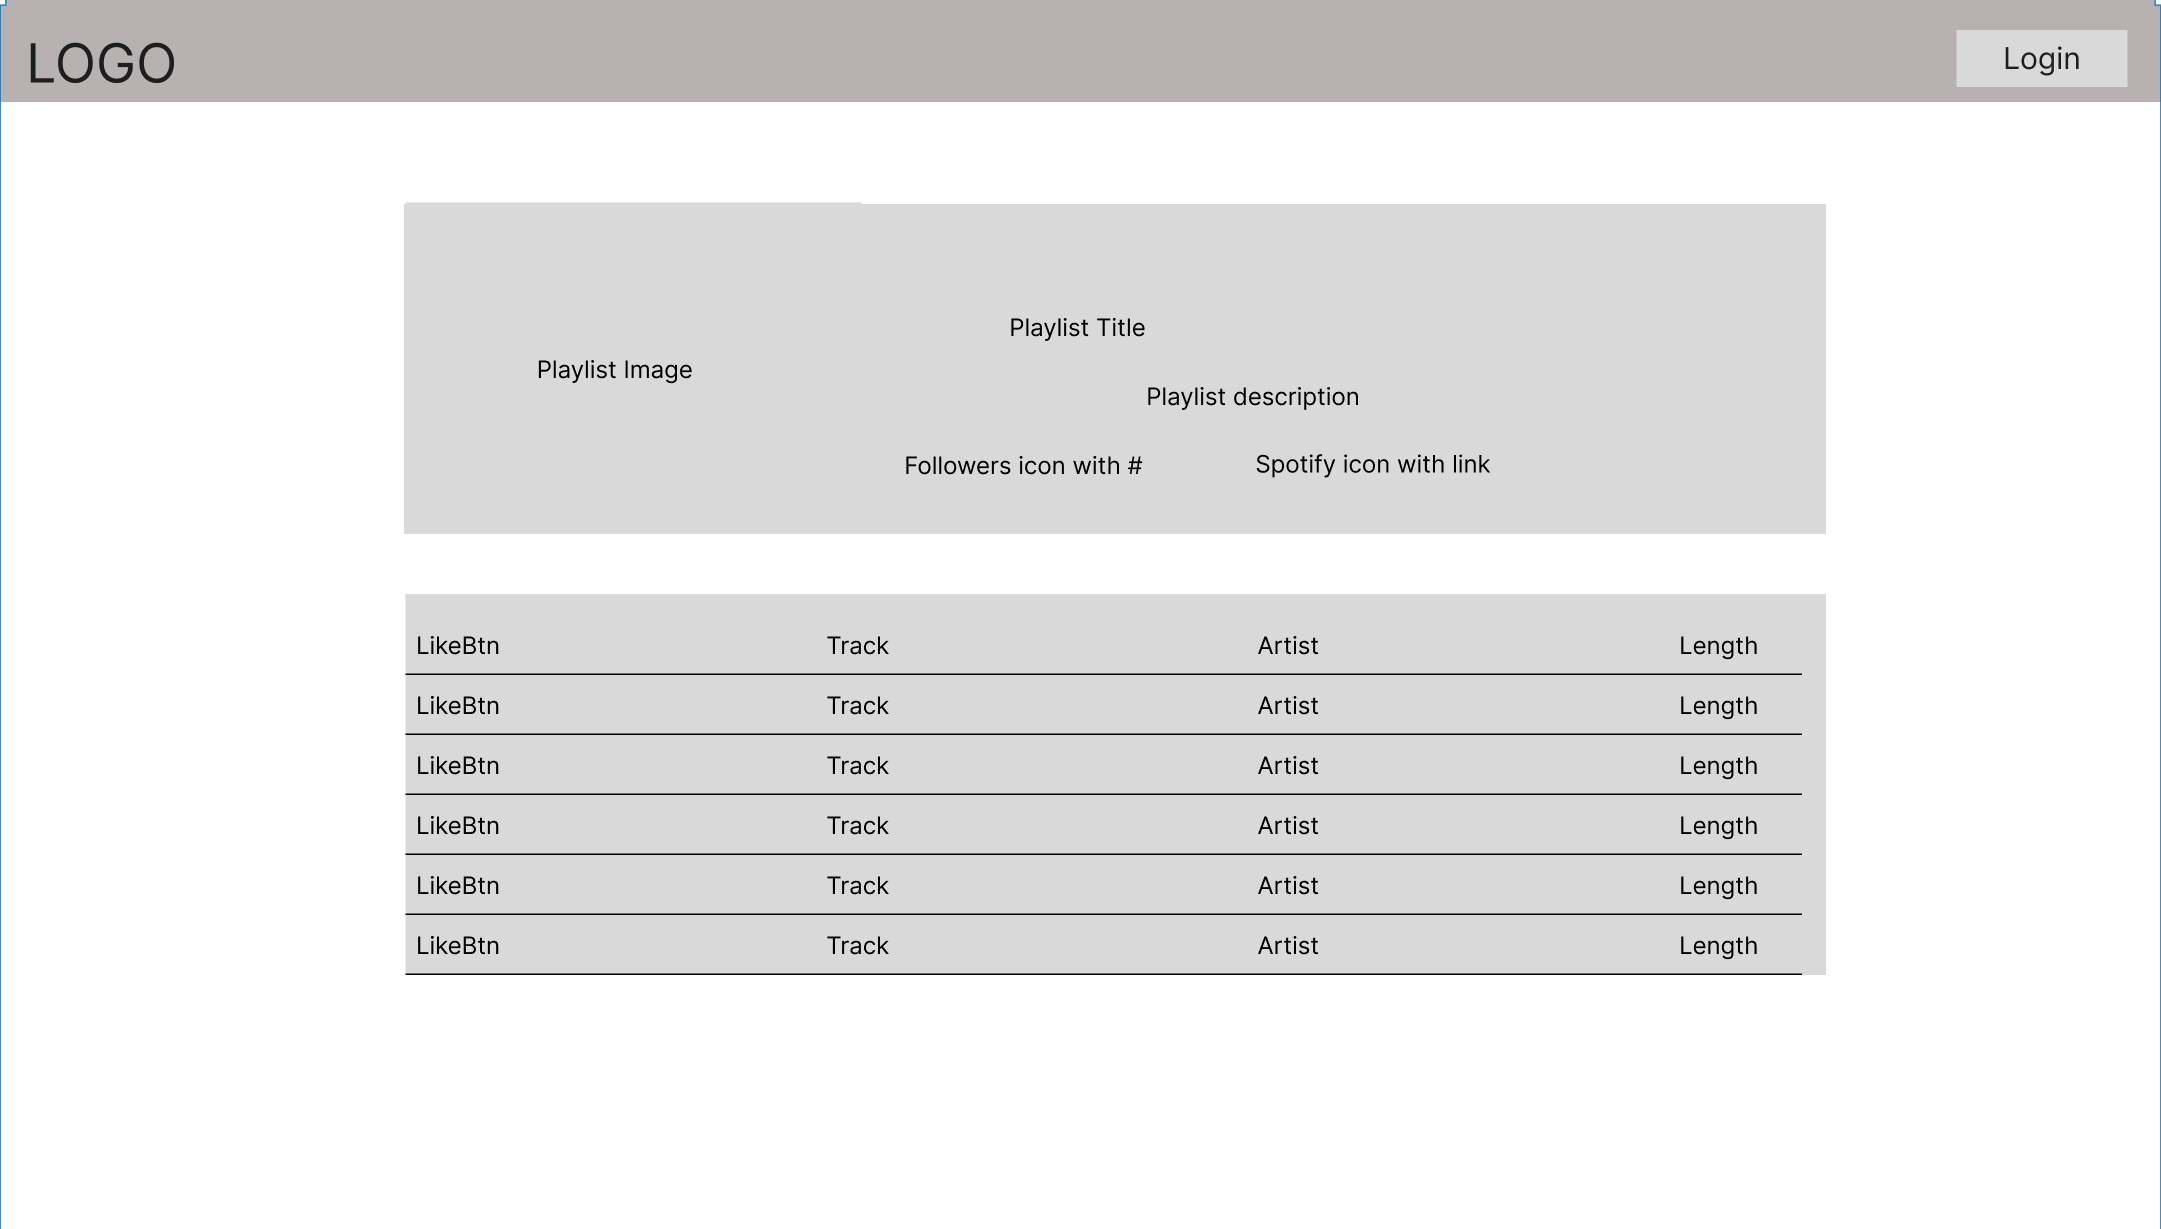 LOGO
Login
Playlist Image
Playlist Title
Playlist description
Followers icon with #
Spotify icon with link
LikeBtn Track Artist Length
LikeBtn Track Artist Length
LikeBtn Track Artist Length
LikeBtn Track Artist Length
LikeBtn Track Artist Length
LikeBtn Track Artist Length